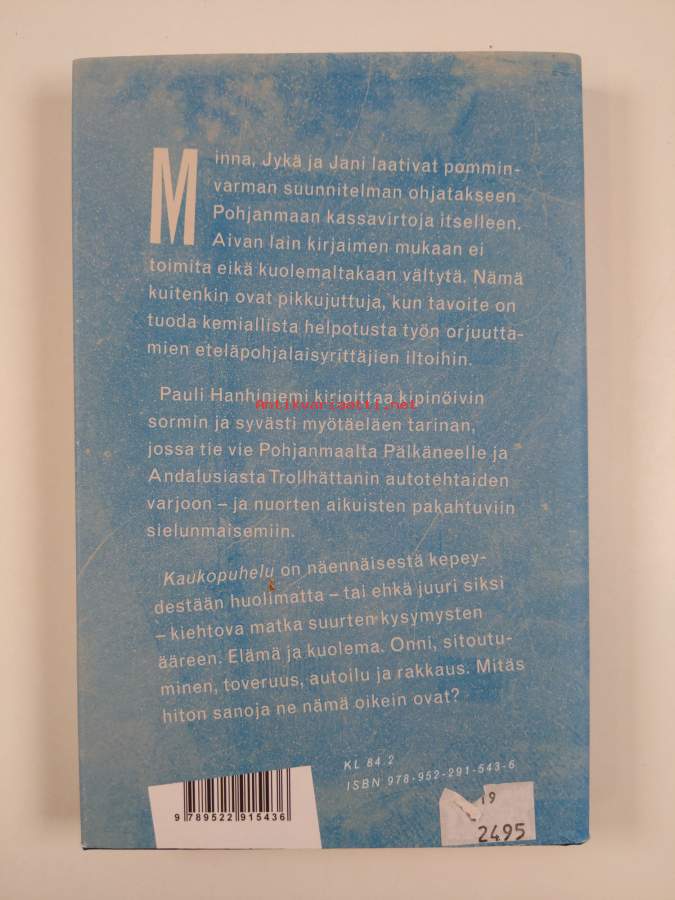 Minna, Jykä ja Jani laativat pommin-
varman suunnitelman ohjatakseen
Pohjanmaan kassavirtoja itselleen.
Aivan lain kirjaimen mukaan ei
toimita eikä kuolemaltakaan vältytä. Nämä
kuitenkin ovat pikkujuttuja, kun tavoite on
tuoda kemiallista helpotusta työn orjuutta-
mien eteläpohjalaisyrittäjien iltoihin.
Pauli Hanhiniemi kirjoittaa kipinöivin
Antikvariaatti.net
sormin ja syvästi myötäeläen tarinan,
jossa tie vie Pohjanmaalta Pälkäneelle ja
Andalusiasta Trollhättanin autotehtaiden
varjoon – ja nuorten aikuisten pakahtuviin
sielunmaisemiin.
Kaukopuhelu on näennäisestä kepey-
destään huolimatta – tai ehkä juuri siksi
– kiehtova matka suurten kysymysten
ääreen. Elämä ja kuolema. Onni, sitoutu-
minen, toveruus, autoilu ja rakkaus. Mitäs
hiton sanoja ne nämä oikein ovat?
KL 84.2
ISBN 978-952-291-543-6
9 789522 915436
19
2495